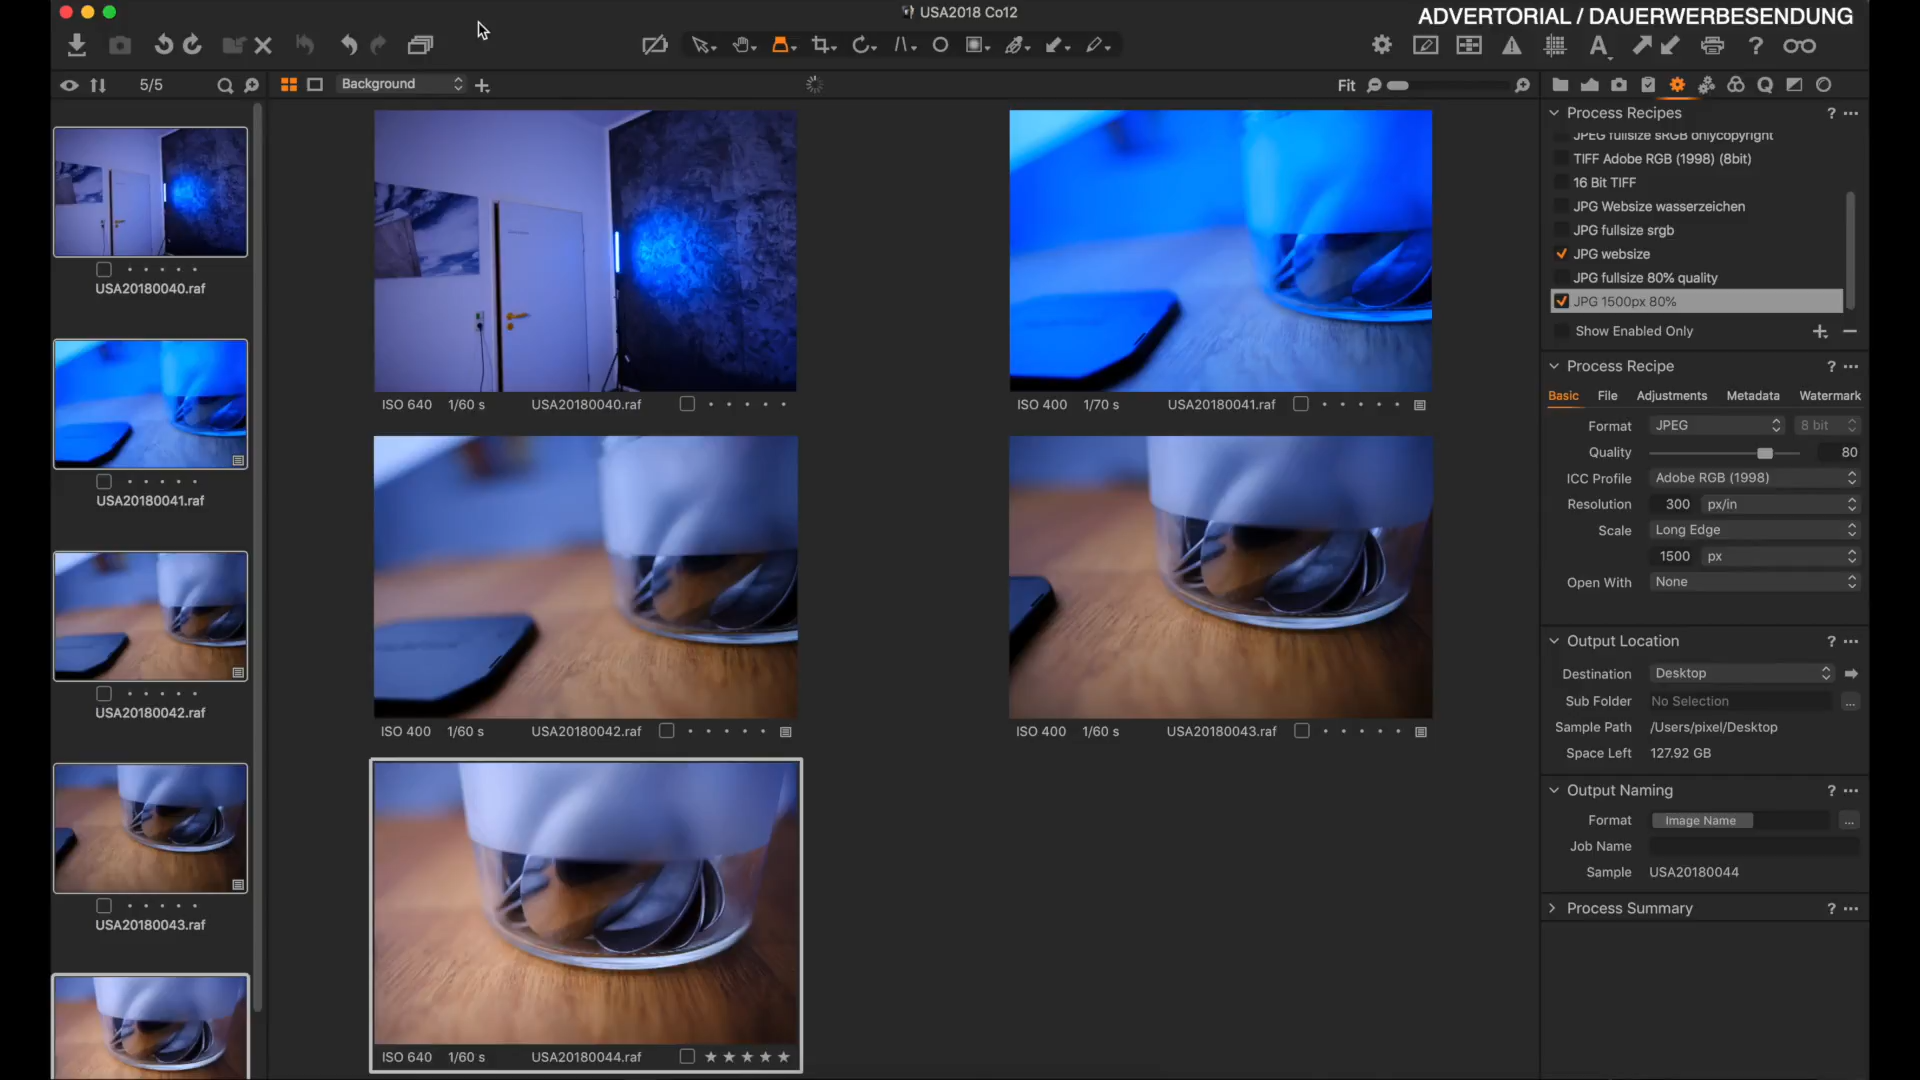 USA2018 Co12
ADVERTORIAL / DAUERWERBESENDUNG
5/5
Background
Fit
USA20180040.raf
USA20180041.raf
USA20180042.raf
USA20180043.raf
ISO 640 1/60 s USA20180040.raf
ISO 400 1/70 s USA20180041.raf
ISO 400 1/60 s USA20180042.raf
ISO 400 1/60 s USA20180043.raf
ISO 640 1/60 s USA20180044.raf
Process Recipes
JPEG fullsize sRGB onlycopyright
TIFF Adobe RGB (1998) (8bit)
16 Bit TIFF
JPG Websize wasserzeichen
JPG fullsize srgb
JPG websize
JPG fullsize 80% quality
JPG 1500px 80%
Show Enabled Only
Process Recipe
Basic File Adjustments Metadata Watermark
Format JPEG 8 bit
Quality 80
ICC Profile Adobe RGB (1998)
Resolution 300 px/in
Scale Long Edge
1500 px
Open With None
Output Location
Destination Desktop
Sub Folder No Selection ...
Sample Path /Users/pixel/Desktop
Space Left 127.92 GB
Output Naming
Format Image Name ...
Job Name
Sample USA20180044
Process Summary